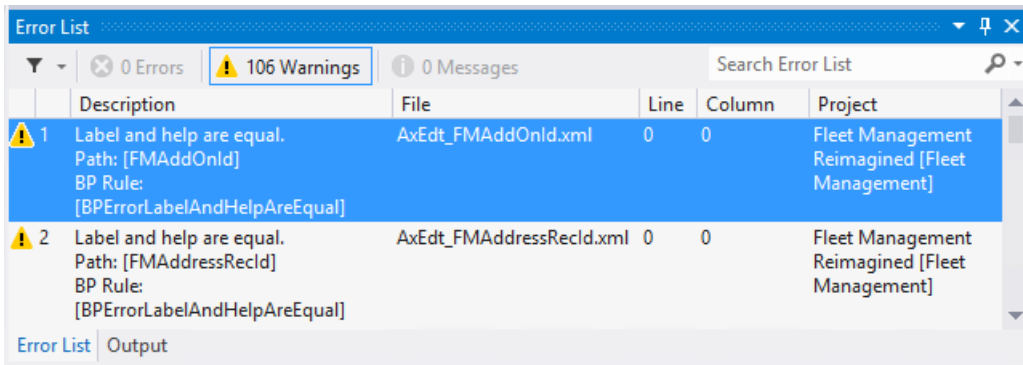 Error List
0 Errors 106 Warnings 0 Messages Search Error List
Description File Line Column Project
1 Label and help are equal. AxEdt_FMAddOnId.xml 0 0 Fleet Management
Path: [FMAddOnId] Reimagined [Fleet
BP Rule: Management]
[BPErrorLabelAndHelpAreEqual]
2 Label and help are equal. AxEdt_FMAddressRecId.xml 0 0 Fleet Management
Path: [FMAddressRecId] Reimagined [Fleet
BP Rule: Management]
[BPErrorLabelAndHelpAreEqual]
Error List Output